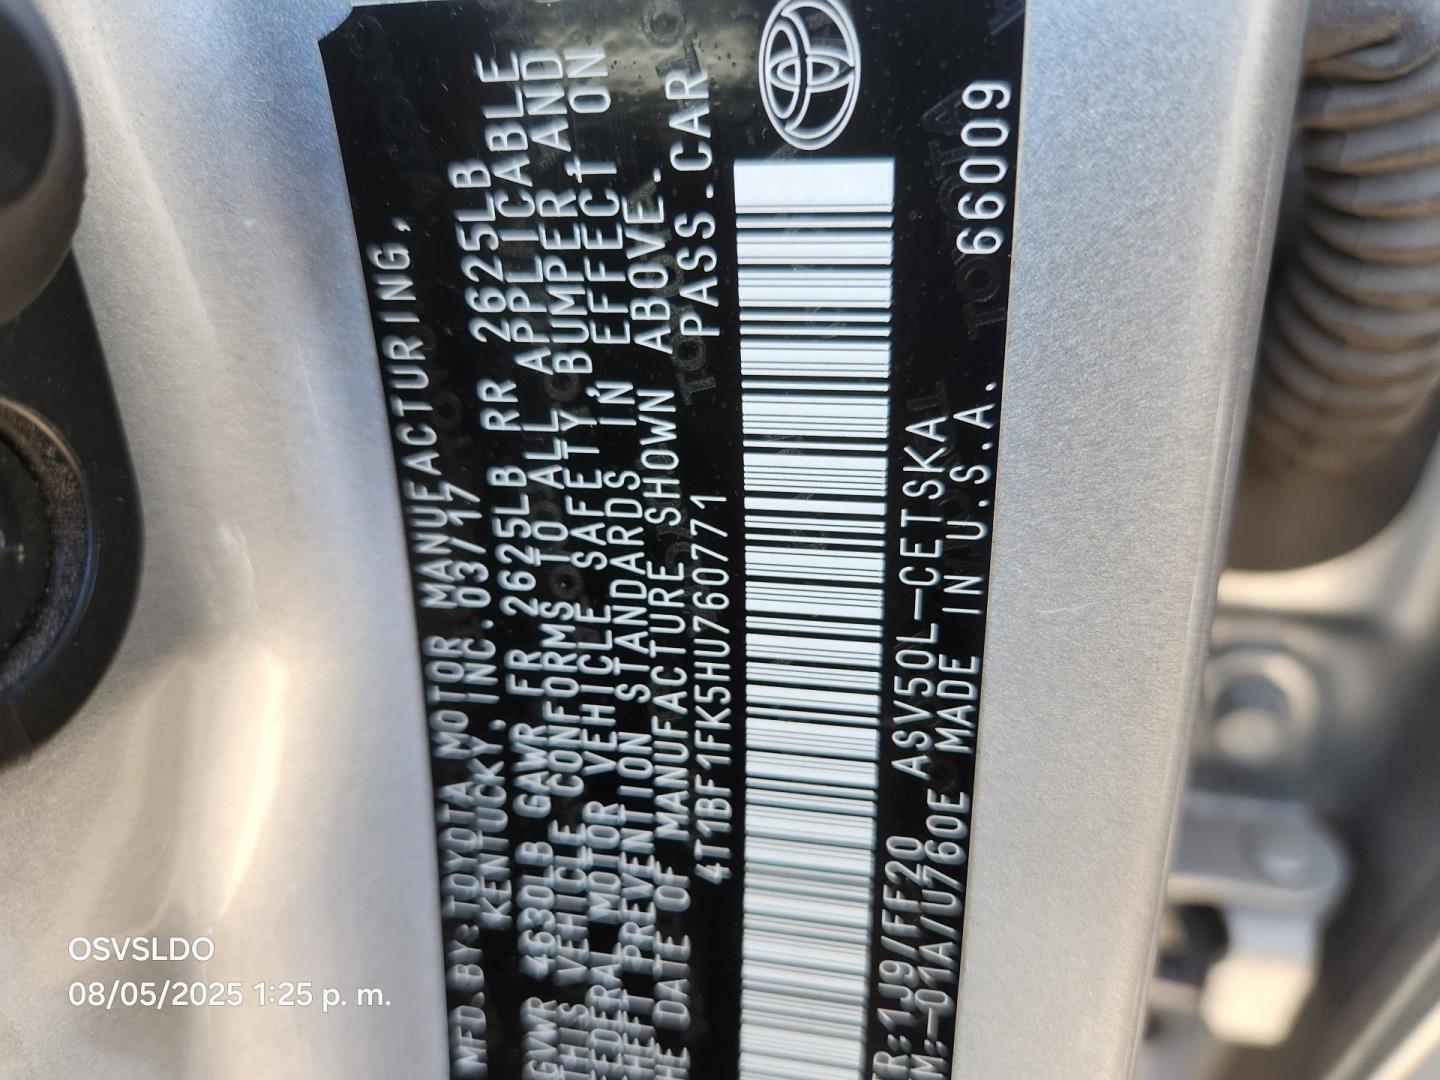 MFD.BY:TOYOTA MOTOR MANUFACTURING,
KENTUCKY, INC. 03/17
GVWR 4630LB GAWR FR 2625LB RR 2625LB
THIS VEHICLE CONFORMS TO ALL APPLICABLE
FEDERAL MOTOR VEHICLE SAFETY, BUMPER, AND
THEFT PREVENTION STANDARDS IN EFFECT ON
THE DATE OF MANUFACTURE SHOWN ABOVE.
4T1BF1FK5HU760771 PASS.CAR
TR:1J9/FF20 ASV50L-CETSKA
M:-01A/U760E MADE IN U.S.A. 66009
OSVSLDO
08/05/2025 1:25 p. m.